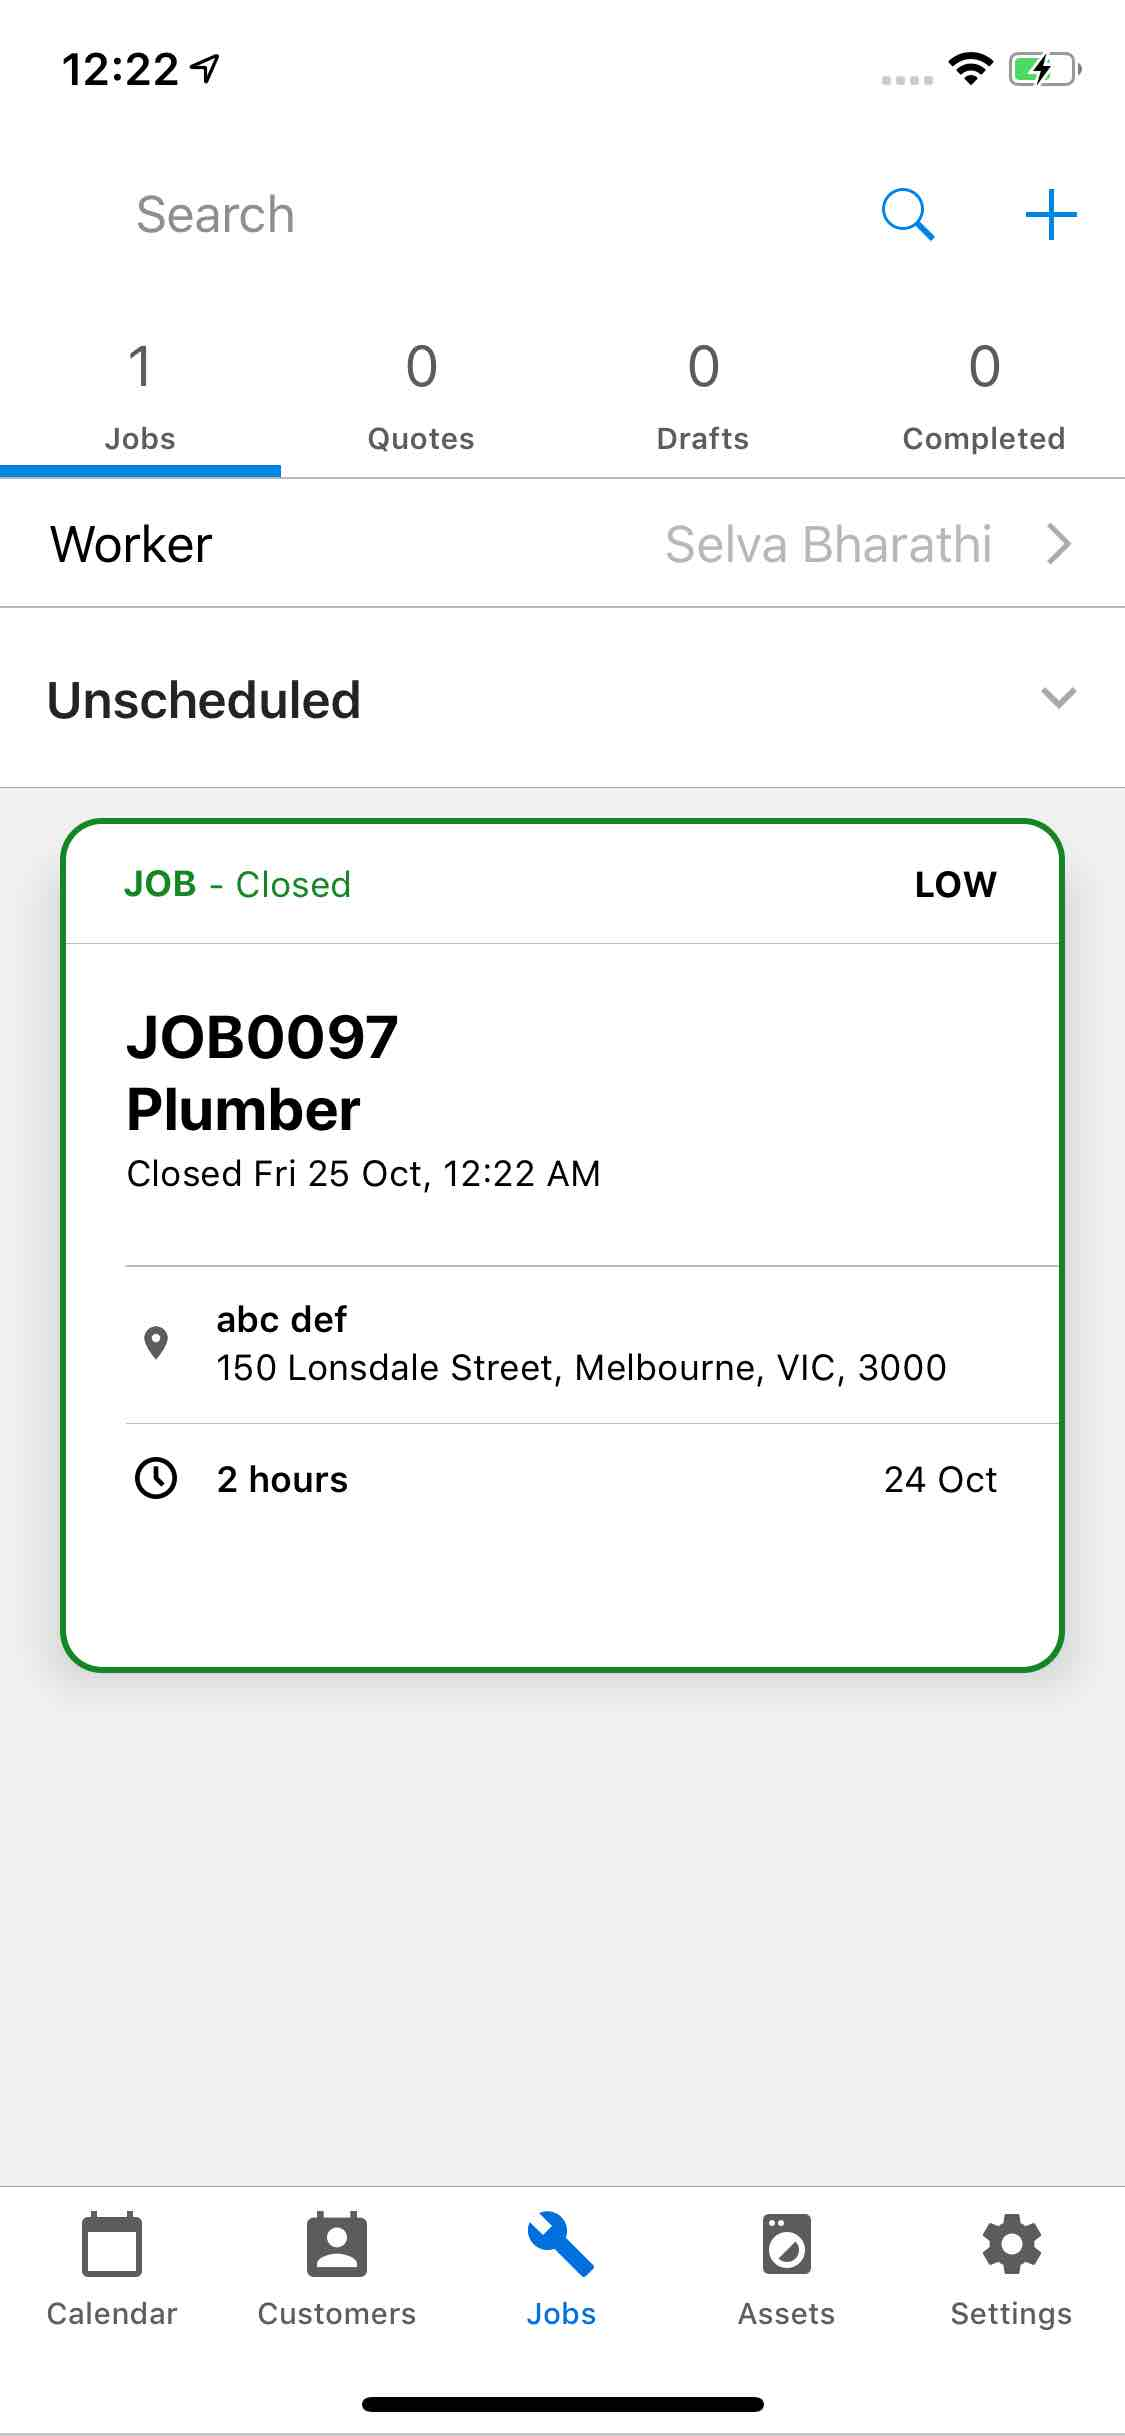 12:22
Search
1 0 0 0
Jobs Quotes Drafts Completed
Worker Selva Bharathi
Unscheduled
JOB - Closed LOW
JOB0097
Plumber
Closed Fri 25 Oct, 12:22 AM
abc def
150 Lonsdale Street, Melbourne, VIC, 3000
2 hours 24 Oct
Calendar Customers Jobs Assets Settings